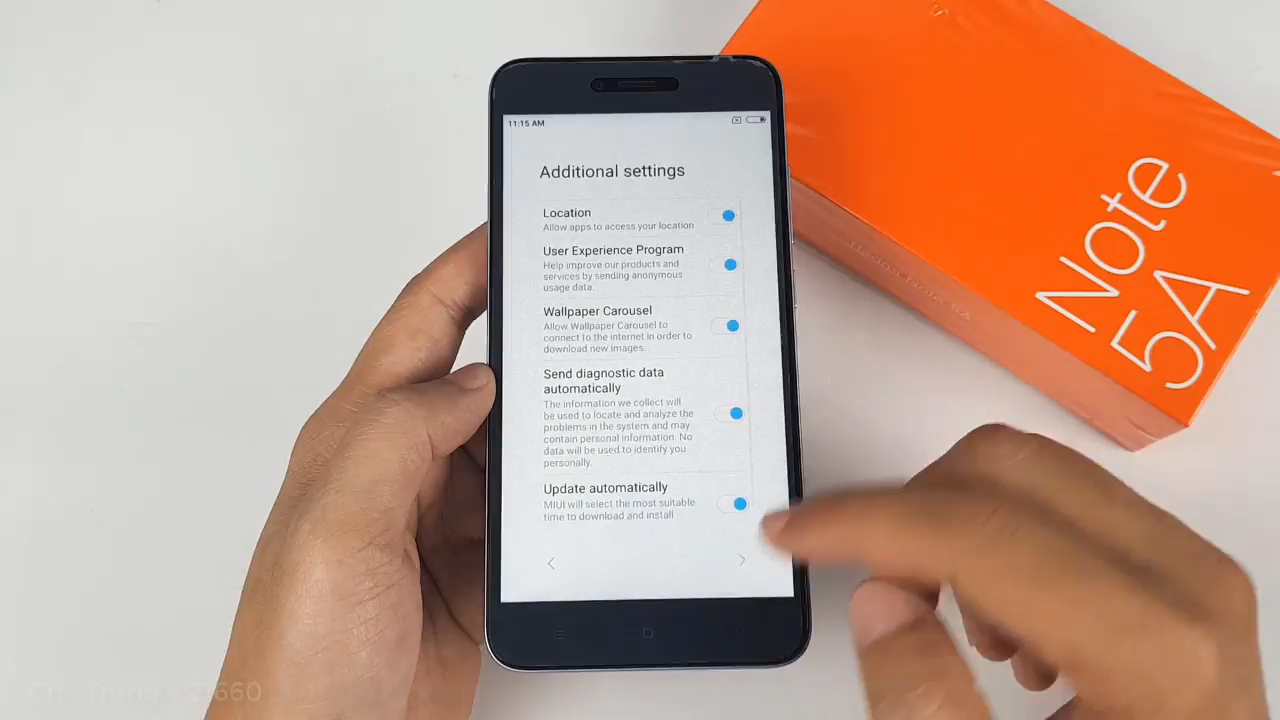 11:15 AM
Additional settings
Location
Allow apps to access your location
User Experience Program
Help improve our products and
services by sending anonymous
usage data.
Wallpaper Carousel
Allow Wallpaper Carousel to
connect to the internet in order to
download new images.
Send diagnostic data
automatically
The information we collect will
be used to locate and analyze the
problems in the system and may
contain personal information. No
data will be used to identify you
personally.
Update automatically
MIUI will select the most suitable
time to download and install
Note
5A